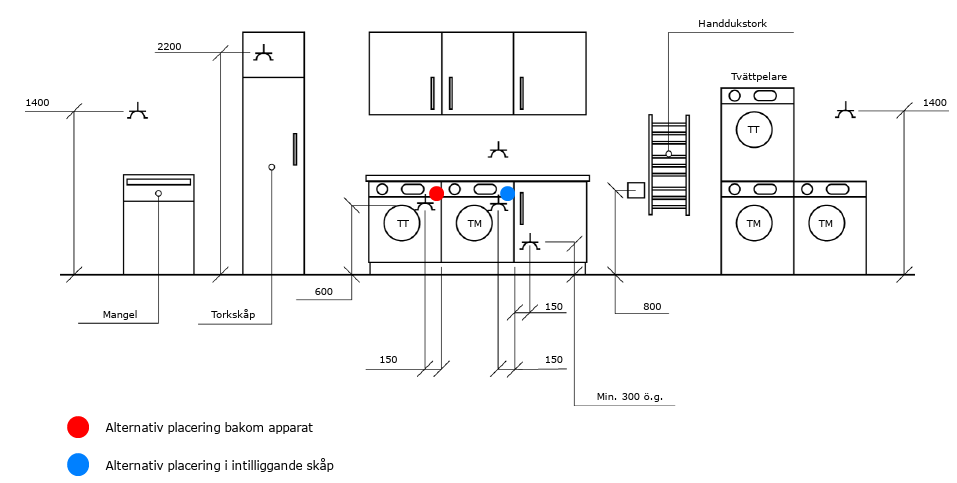 Handdukstork
2200
Tvättpelare
1400
1400
TT
TT
TM
TM
TM
600
150
800
Mangel
Torkskåp
150
150
Min. 300 ö.g.
Alternativ placering bakom apparat
Alternativ placering i intilliggande skåp